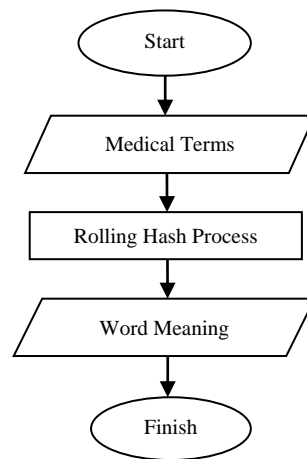 Start
Medical Terms
Rolling Hash Process
Word Meaning
Finish